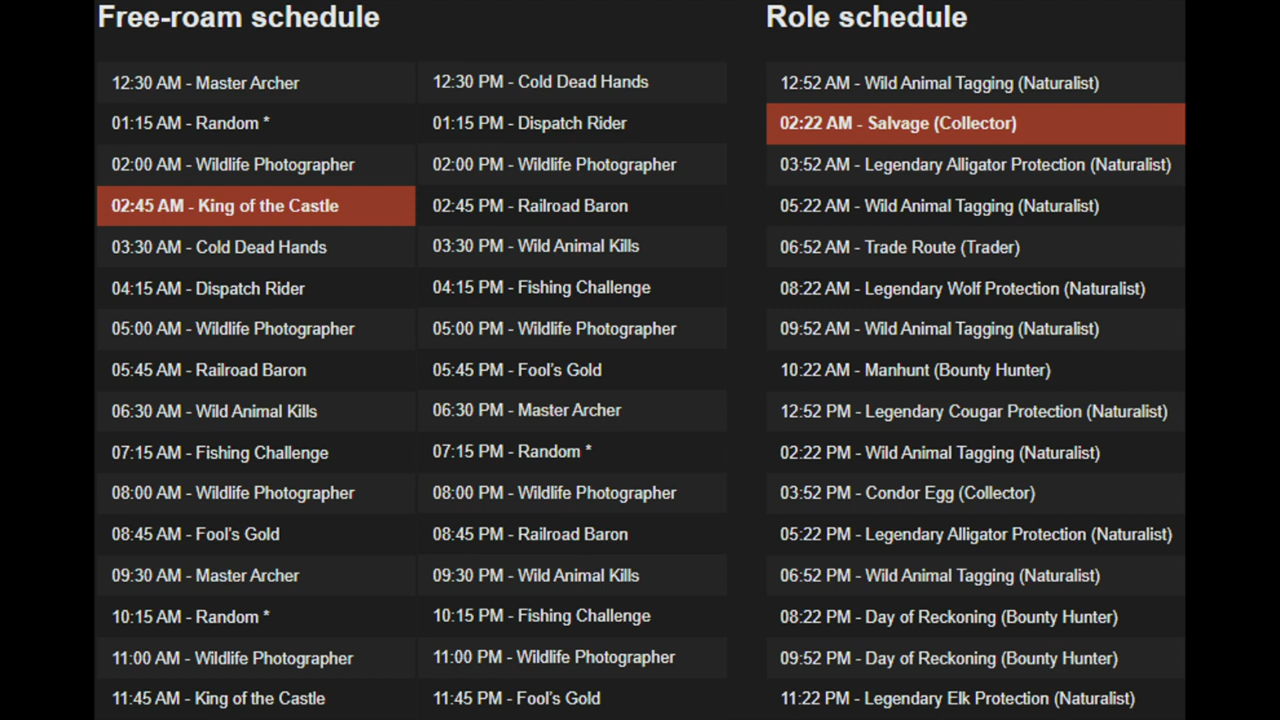 Free-roam schedule
12:30 AM - Master Archer
01:15 AM - Random *
02:00 AM - Wildlife Photographer
02:45 AM - King of the Castle
03:30 AM - Cold Dead Hands
04:15 AM - Dispatch Rider
05:00 AM - Wildlife Photographer
05:45 AM - Railroad Baron
06:30 AM - Wild Animal Kills
07:15 AM - Fishing Challenge
08:00 AM - Wildlife Photographer
08:45 AM - Fool's Gold
09:30 AM - Master Archer
10:15 AM - Random *
11:00 AM - Wildlife Photographer
11:45 AM - King of the Castle
12:30 PM - Cold Dead Hands
01:15 PM - Dispatch Rider
02:00 PM - Wildlife Photographer
02:45 PM - Railroad Baron
03:30 PM - Wild Animal Kills
04:15 PM - Fishing Challenge
05:00 PM - Wildlife Photographer
05:45 PM - Fool's Gold
06:30 PM - Master Archer
07:15 PM - Random *
08:00 PM - Wildlife Photographer
08:45 PM - Railroad Baron
09:30 PM - Wild Animal Kills
10:15 PM - Fishing Challenge
11:00 PM - Wildlife Photographer
11:45 PM - Fool's Gold
Role schedule
12:52 AM - Wild Animal Tagging (Naturalist)
02:22 AM - Salvage (Collector)
03:52 AM - Legendary Alligator Protection (Naturalist)
05:22 AM - Wild Animal Tagging (Naturalist)
06:52 AM - Trade Route (Trader)
08:22 AM - Legendary Wolf Protection (Naturalist)
09:52 AM - Wild Animal Tagging (Naturalist)
10:22 AM - Manhunt (Bounty Hunter)
12:52 PM - Legendary Cougar Protection (Naturalist)
02:22 PM - Wild Animal Tagging (Naturalist)
03:52 PM - Condor Egg (Collector)
05:22 PM - Legendary Alligator Protection (Naturalist)
06:52 PM - Wild Animal Tagging (Naturalist)
08:22 PM - Day of Reckoning (Bounty Hunter)
09:52 PM - Day of Reckoning (Bounty Hunter)
11:22 PM - Legendary Elk Protection (Naturalist)